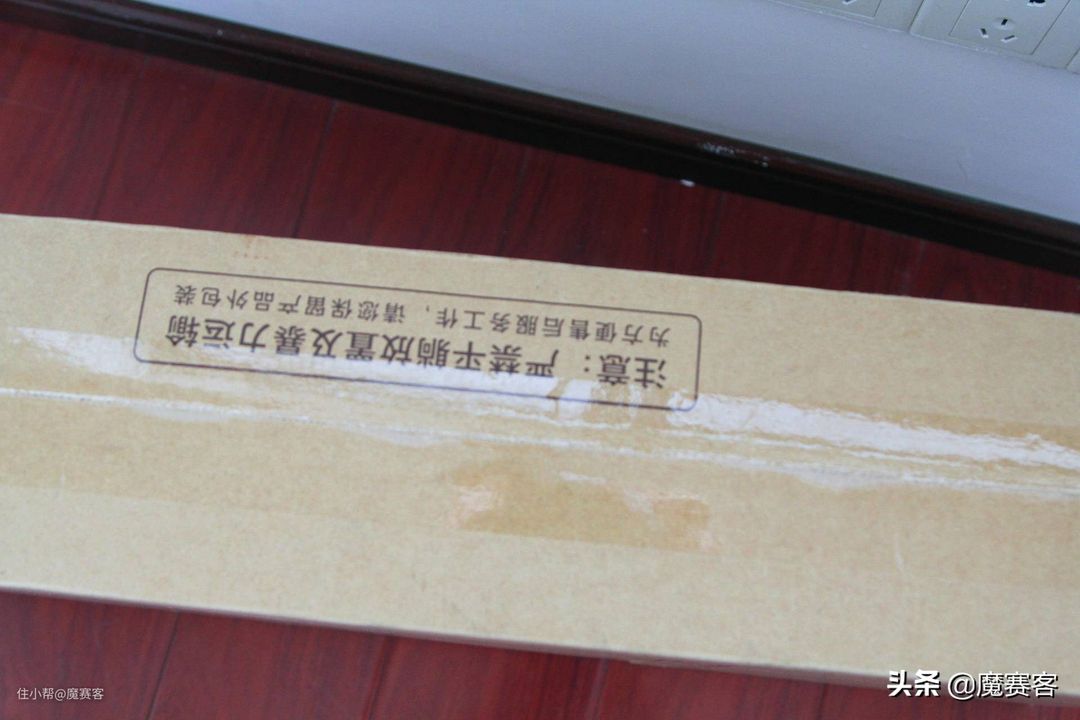 注意：严禁平躺放置及暴力运输
为方便售后服务工作，请您保留产品外包装
住小帮@魔赛客
头条 @魔赛客